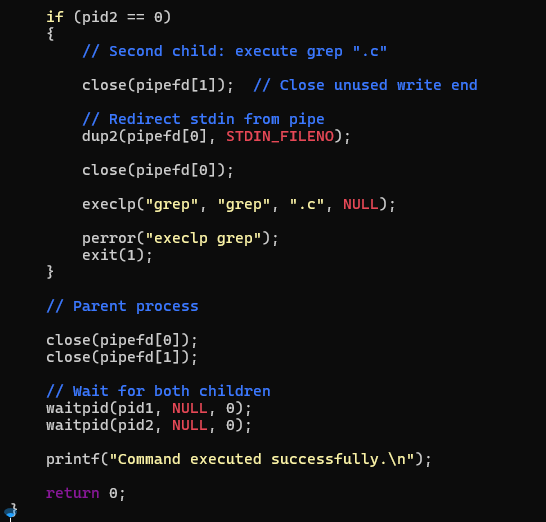 if (pid2 == 0)
{
// Second child: execute grep ".c"
close(pipefd[1]);  // Close unused write end
// Redirect stdin from pipe
dup2(pipefd[0], STDIN_FILENO);
close(pipefd[0]);
execlp("grep", "grep", ".c", NULL);
perror("execlp grep");
exit(1);
}
// Parent process
close(pipefd[0]);
close(pipefd[1]);
// Wait for both children
waitpid(pid1, NULL, 0);
waitpid(pid2, NULL, 0);
printf("Command executed successfully.\n");
return 0;
}